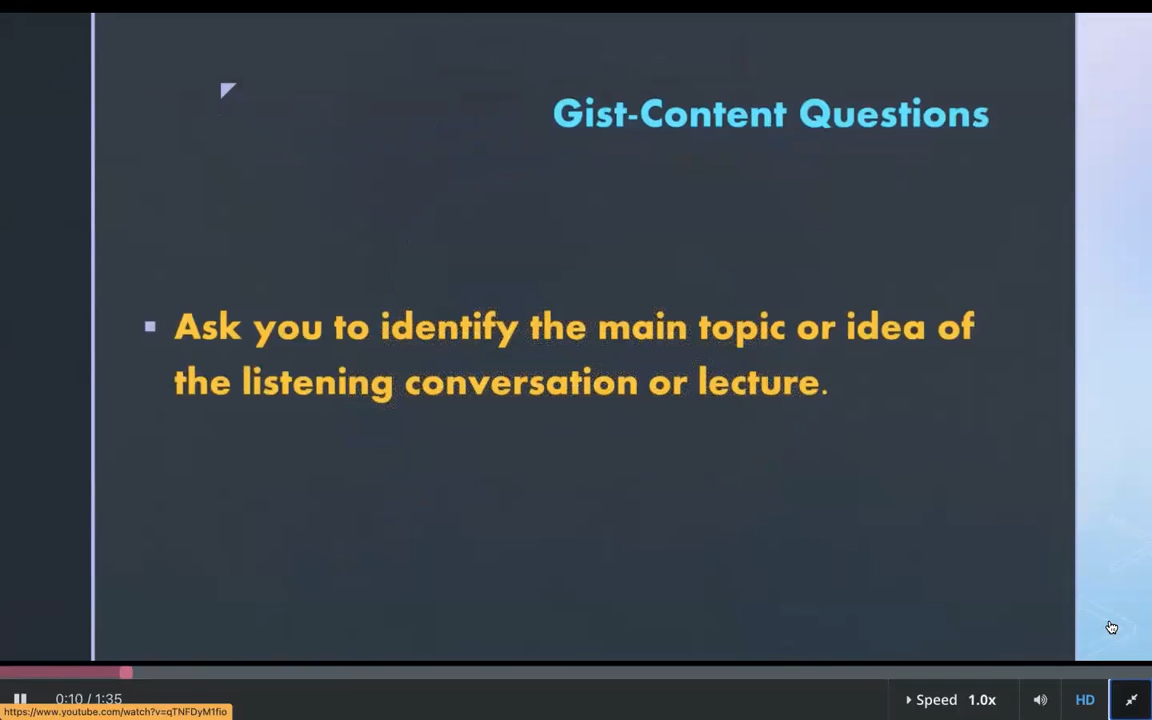 Gist-Content Questions
Ask you to identify the main topic or idea of
the listening conversation or lecture.
0:10 / 1:35
Speed 1.0x
HD
https://www.youtube.com/watch?v=qTNFDyM1fio